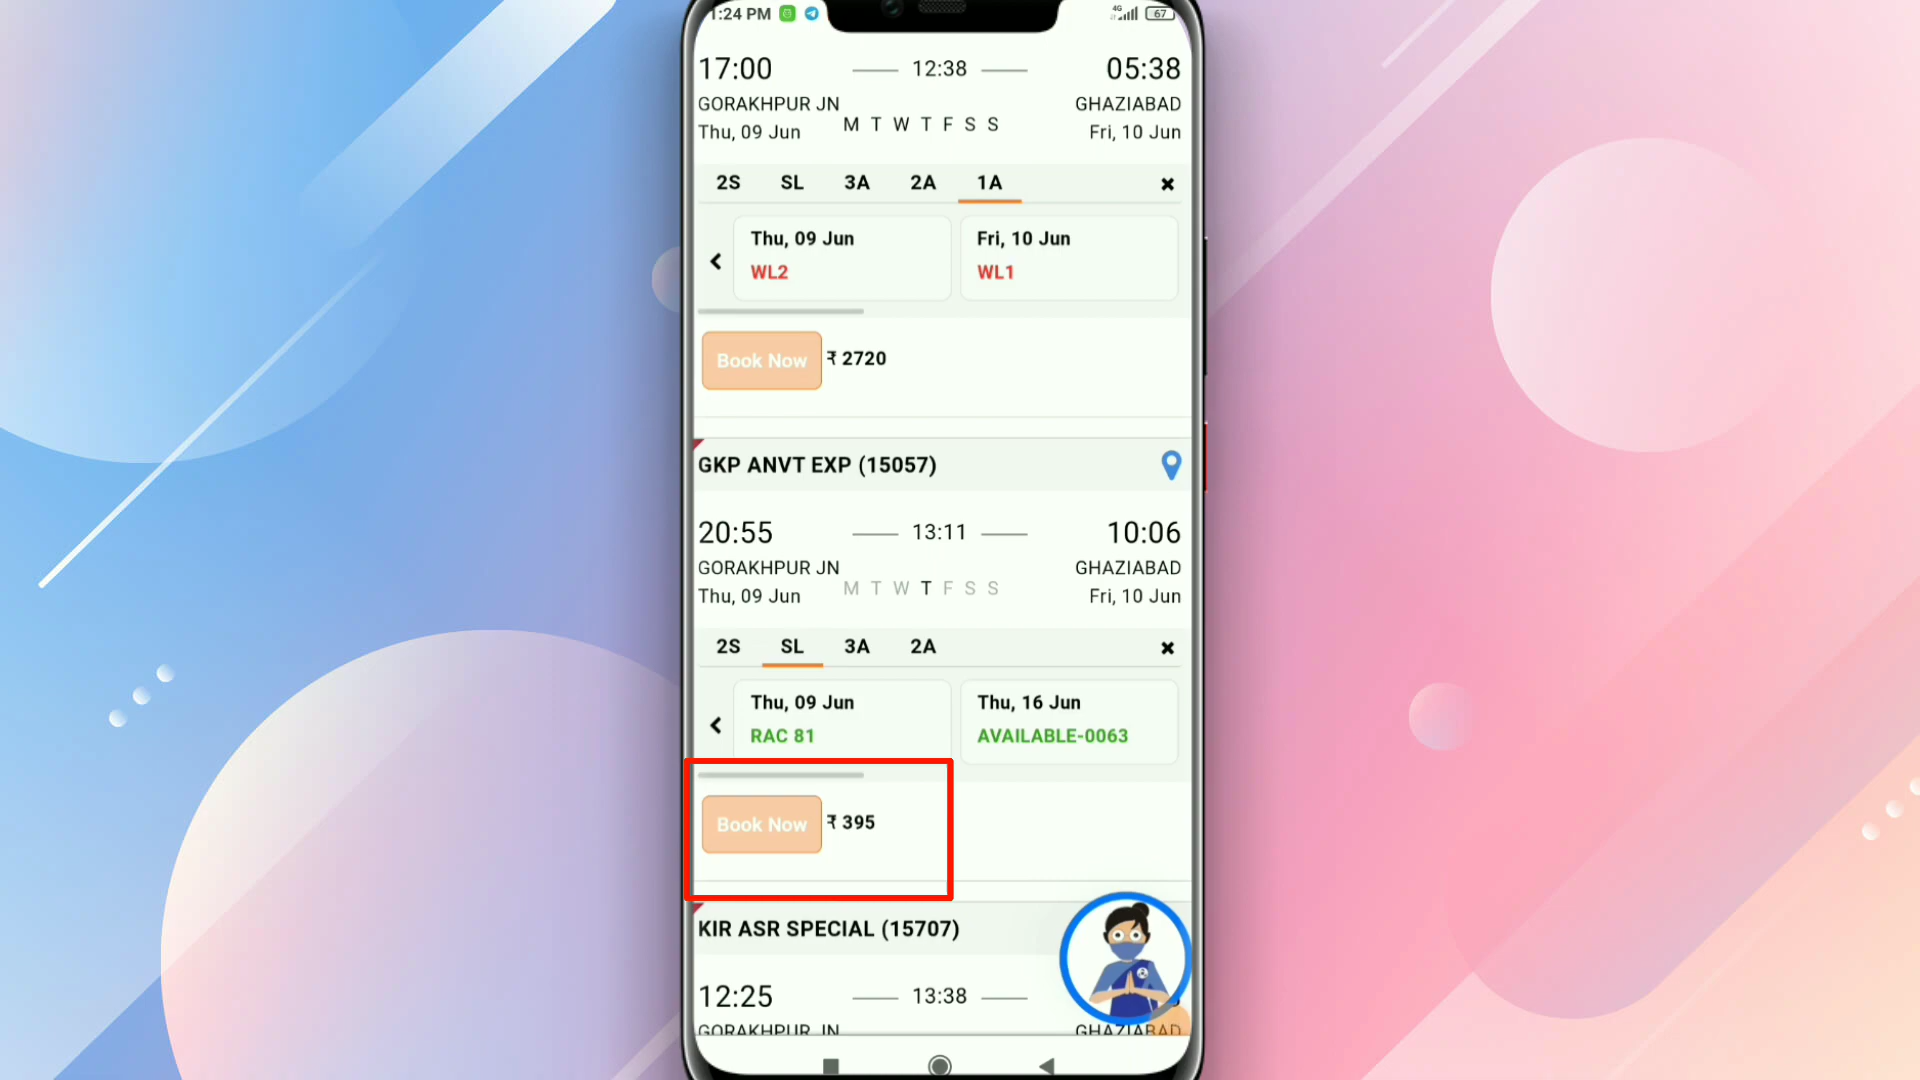 1:24 PM 4G 67
17:00 12:38 05:38
GORAKHPUR JN GHAZIABAD
M T W T F S S
Thu, 09 Jun Fri, 10 Jun
2S SL 3A 2A 1A
Thu, 09 Jun Fri, 10 Jun
WL2 WL1
Book Now ₹ 2720
GKP ANVT EXP (15057)
20:55 13:11 10:06
GORAKHPUR JN GHAZIABAD
M T W T F S S
Thu, 09 Jun Fri, 10 Jun
2S SL 3A 2A
Thu, 09 Jun Thu, 16 Jun
RAC 81 AVAILABLE-0063
Book Now ₹ 395
KIR ASR SPECIAL (15707)
12:25 13:38
GORAKHPUR JN GHAZIABAD